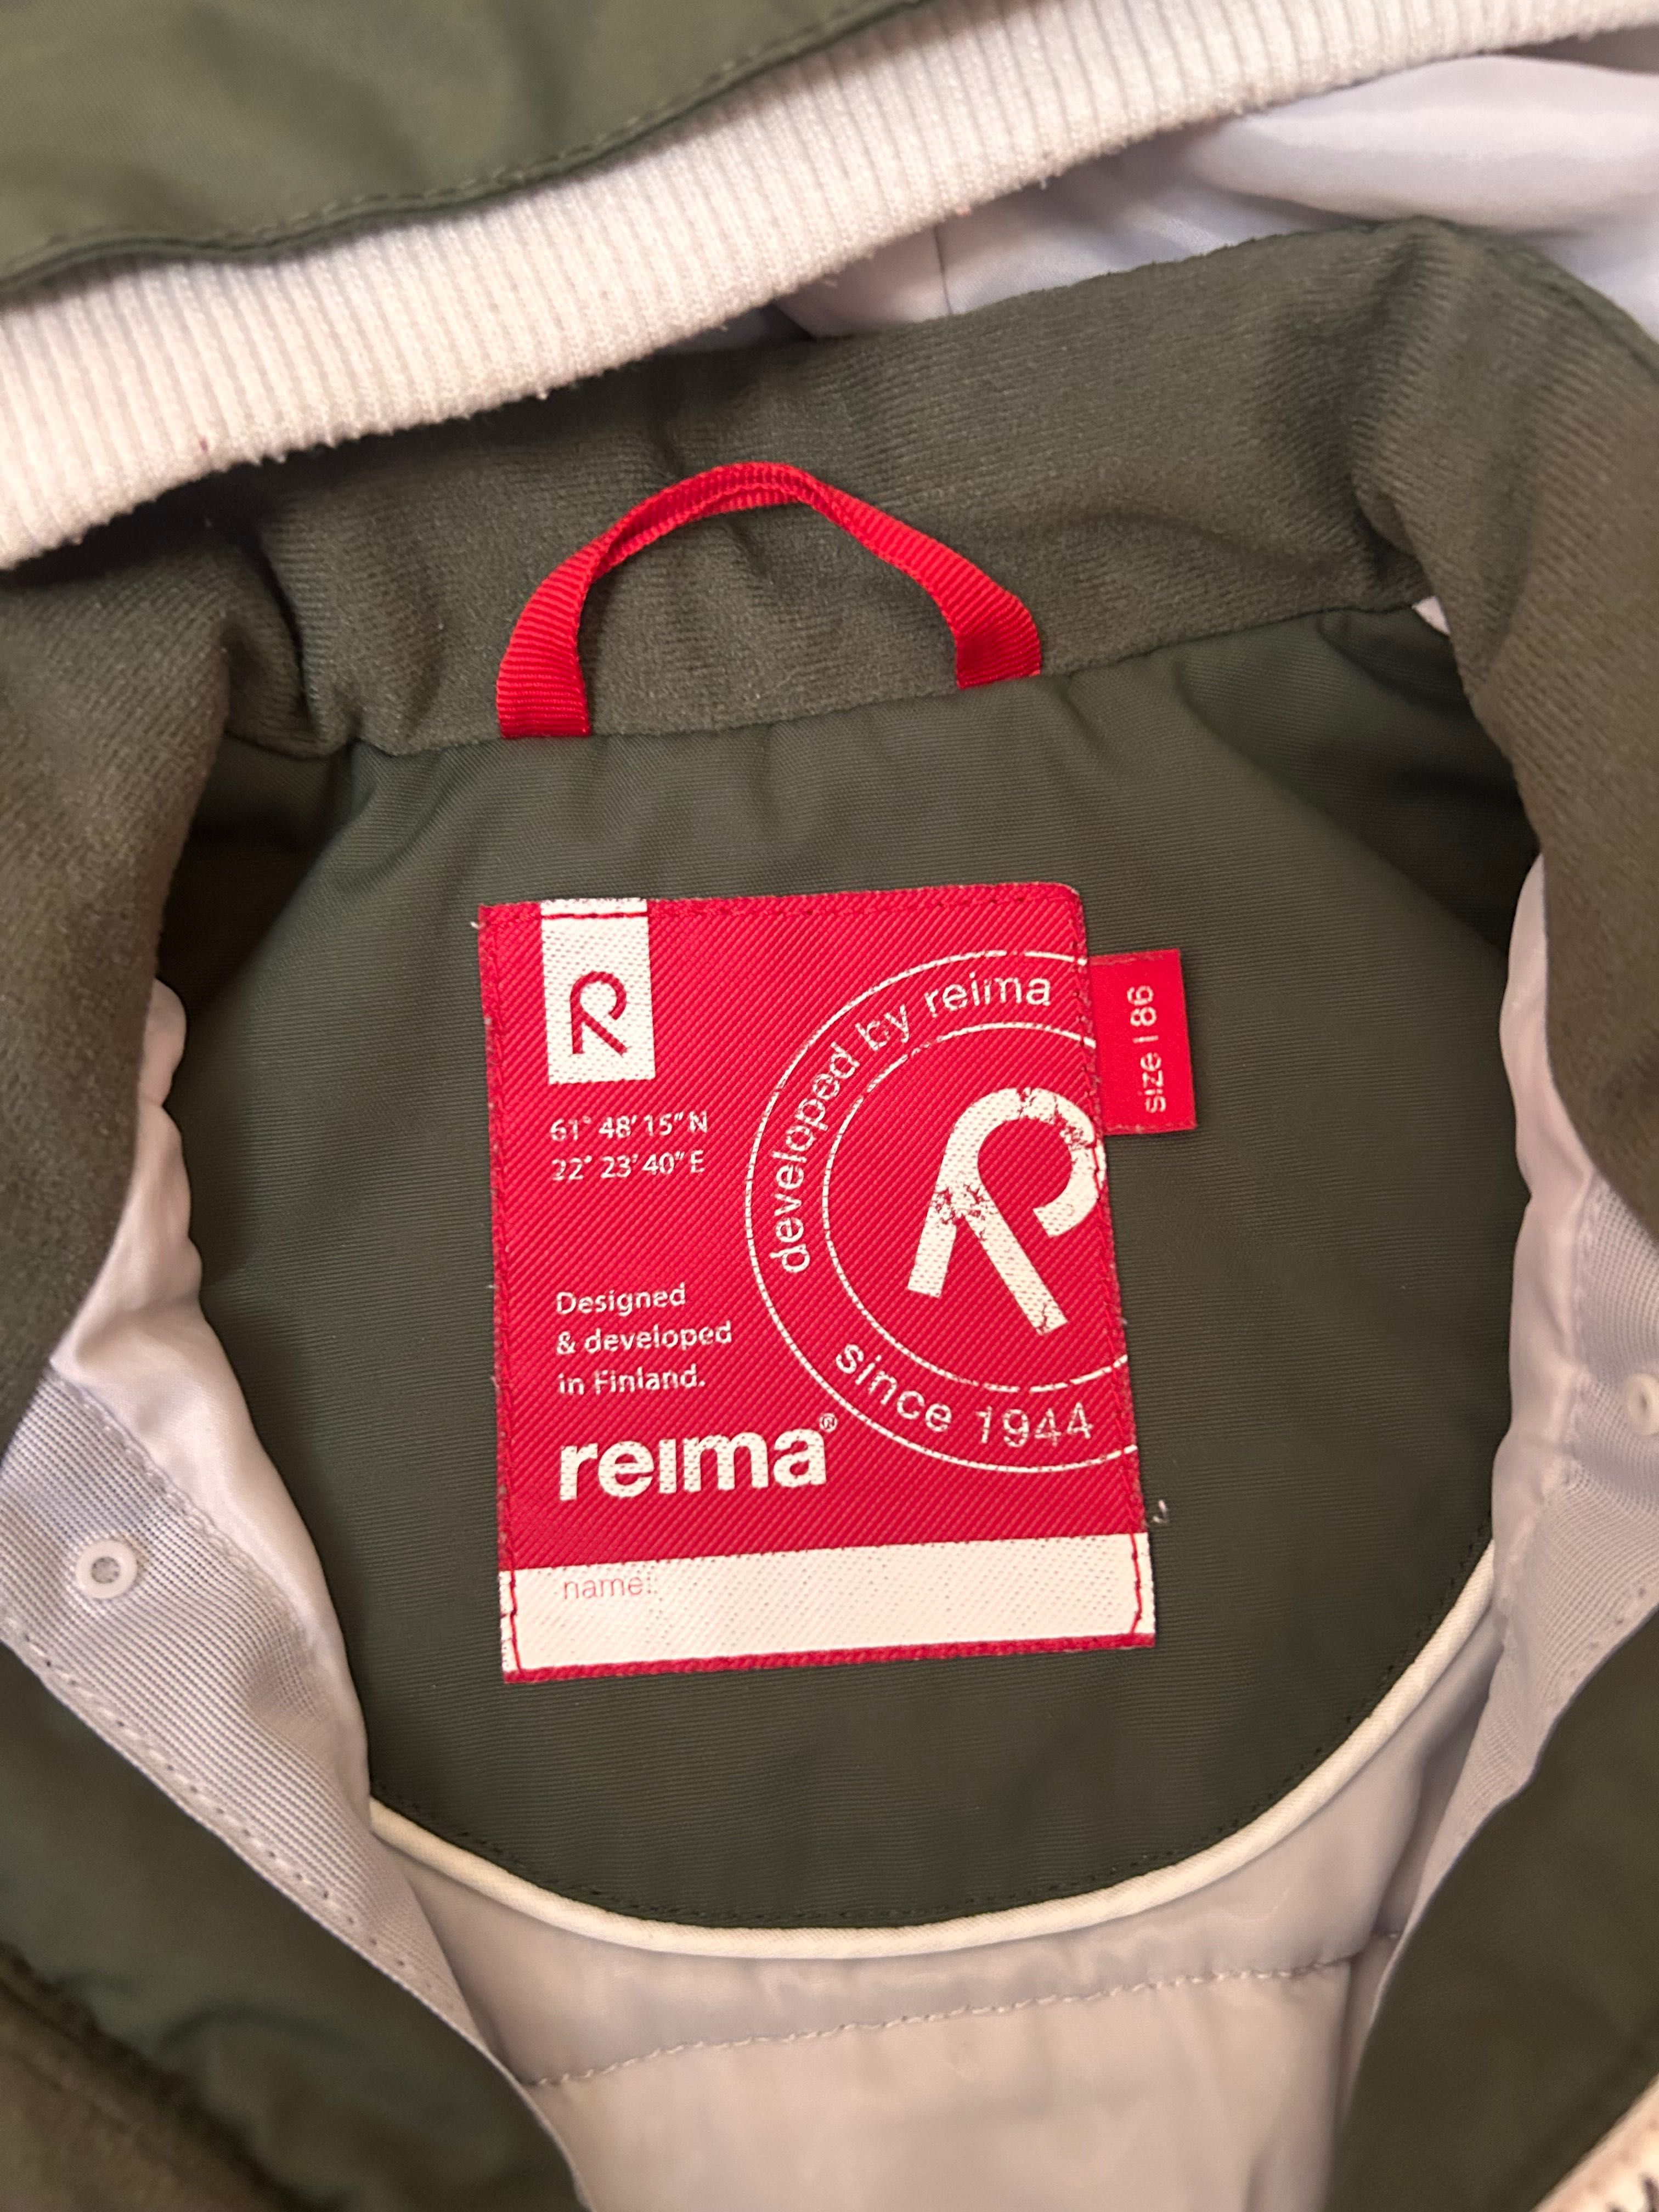 developed by reima
size | 86
61° 48' 15" N
22° 23' 40" E
Designed
& developed
in Finland.
since 1944
reima®
name: